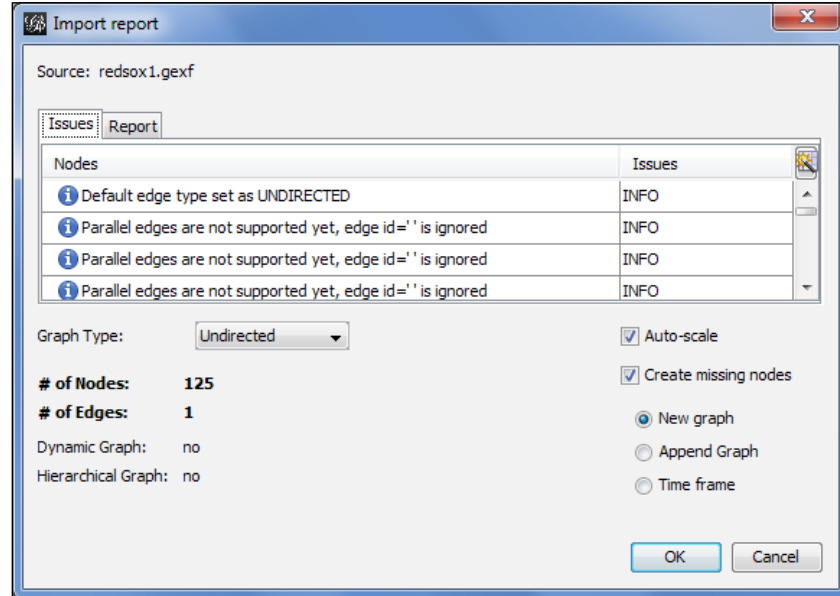 Import report
Source: redsox1.gexf
Issues Report
Nodes Issues
Default edge type set as UNDIRECTED INFO
Parallel edges are not supported yet, edge id=' ' is ignored INFO
Parallel edges are not supported yet, edge id=' ' is ignored INFO
Parallel edges are not supported yet, edge id=' ' is ignored INFO
Graph Type: Undirected Auto-scale
Create missing nodes
# of Nodes: 125
# of Edges: 1 New graph
Dynamic Graph: no Append Graph
Hierarchical Graph: no Time frame
OK Cancel